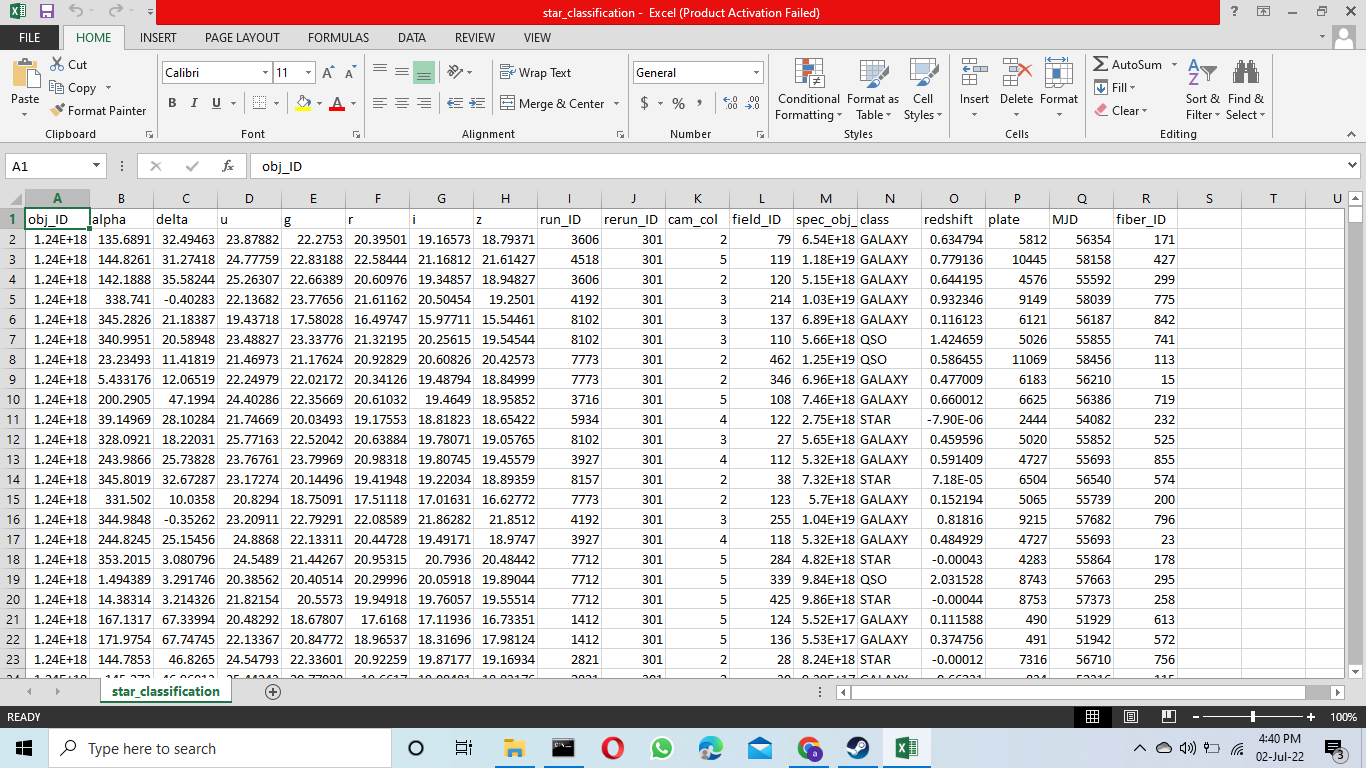 star_classification - Excel (Product Activation Failed)
FILE HOME INSERT PAGE LAYOUT FORMULAS DATA REVIEW VIEW
Paste Cut Copy Format Painter
Calibri 11 Wrap Text Merge & Center General
B I U
Conditional Formatting Format as Table Cell Styles Insert Delete Format
AutoSum Fill Clear Sort & Filter Find & Select
Clipboard Font Alignment Number Styles Cells Editing
A1 fx obj_ID
A B C D E F G H I J K L M N O P Q R S T U
1 obj_ID alpha delta u g r i z run_ID rerun_ID cam_col field_ID spec_obj_ class redshift plate MJD fiber_ID
2 1.24E+18 135.6891 32.49463 23.87882 22.2753 20.39501 19.16573 18.79371 3606 301 2 79 6.54E+18 GALAXY 0.634794 5812 56354 171
3 1.24E+18 144.8261 31.27418 24.77759 22.83188 22.58444 21.16812 21.61427 4518 301 5 119 1.18E+19 GALAXY 0.779136 10445 58158 427
4 1.24E+18 142.1888 35.58244 25.26307 22.66389 20.60976 19.34857 18.94827 3606 301 2 120 5.15E+18 GALAXY 0.644195 4576 55592 299
5 1.24E+18 338.741 -0.40283 22.13682 23.77656 21.61162 20.50454 19.2501 4192 301 3 214 1.03E+19 GALAXY 0.932346 9149 58039 775
6 1.24E+18 345.2826 21.18387 19.43718 17.58028 16.49747 15.97711 15.54461 8102 301 3 137 6.89E+18 GALAXY 0.116123 6121 56187 842
7 1.24E+18 340.9951 20.58948 23.48827 23.33776 21.32195 20.25615 19.54544 8102 301 3 110 5.66E+18 QSO 1.424659 5026 55855 741
8 1.24E+18 23.23493 11.41819 21.46973 21.17624 20.92829 20.60826 20.42573 7773 301 2 462 1.25E+19 QSO 0.586455 11069 58456 113
9 1.24E+18 5.433176 12.06519 22.24979 22.02172 20.34126 19.48794 18.84999 7773 301 2 346 6.96E+18 GALAXY 0.477009 6183 56210 15
10 1.24E+18 200.2905 47.1994 24.40286 22.35669 20.61032 19.4649 18.95852 3716 301 5 108 7.46E+18 GALAXY 0.660012 6625 56386 719
11 1.24E+18 39.14969 28.10284 21.74669 20.03493 19.17553 18.81823 18.65422 5934 301 4 122 2.75E+18 STAR -7.90E-06 2444 54082 232
12 1.24E+18 328.0921 18.22031 25.77163 22.52042 20.63884 19.78071 19.05765 8102 301 3 27 5.65E+18 GALAXY 0.459596 5020 55852 525
13 1.24E+18 243.9866 25.73828 23.76761 23.79969 20.98318 19.80745 19.45579 3927 301 4 112 5.32E+18 GALAXY 0.591409 4727 55693 855
14 1.24E+18 345.8019 32.67287 23.17274 20.14496 19.41948 19.22034 18.89359 8157 301 2 38 7.32E+18 STAR 7.18E-05 6504 56540 574
15 1.24E+18 331.502 10.0358 20.8294 18.75091 17.51118 17.01631 16.62772 7773 301 2 123 5.7E+18 GALAXY 0.152194 5065 55739 200
16 1.24E+18 344.9848 -0.35262 23.20911 22.79291 22.08589 21.86282 21.8512 4192 301 3 255 1.04E+19 GALAXY 0.81816 9215 57682 796
17 1.24E+18 244.8245 25.15456 24.8868 22.13311 20.44728 19.49171 18.9747 3927 301 4 118 5.32E+18 GALAXY 0.484929 4727 55693 23
18 1.24E+18 353.2015 3.080796 24.5489 21.44267 20.95315 20.7936 20.48442 7712 301 5 284 4.82E+18 STAR -0.00043 4283 55864 178
19 1.24E+18 1.494389 3.291746 20.38562 20.40514 20.29996 20.05918 19.89044 7712 301 5 339 9.84E+18 QSO 2.031528 8743 57663 295
20 1.24E+18 14.38314 3.214326 21.82154 20.5573 19.94918 19.76057 19.55514 7712 301 5 425 9.86E+18 STAR -0.00044 8753 57373 258
21 1.24E+18 167.1317 67.33994 20.48292 18.67807 17.6168 17.11936 16.73351 1412 301 5 124 5.52E+17 GALAXY 0.111588 490 51929 613
22 1.24E+18 171.9754 67.74745 22.13367 20.84772 18.96537 18.31696 17.98124 1412 301 5 136 5.53E+17 GALAXY 0.374756 491 51942 572
23 1.24E+18 144.7853 46.8265 24.54793 22.33601 20.92259 19.87177 19.16934 2821 301 2 28 8.24E+18 STAR -0.00012 7316 56710 756
star_classification
READY 100%
Type here to search 4:40 PM
02-Jul-22 3